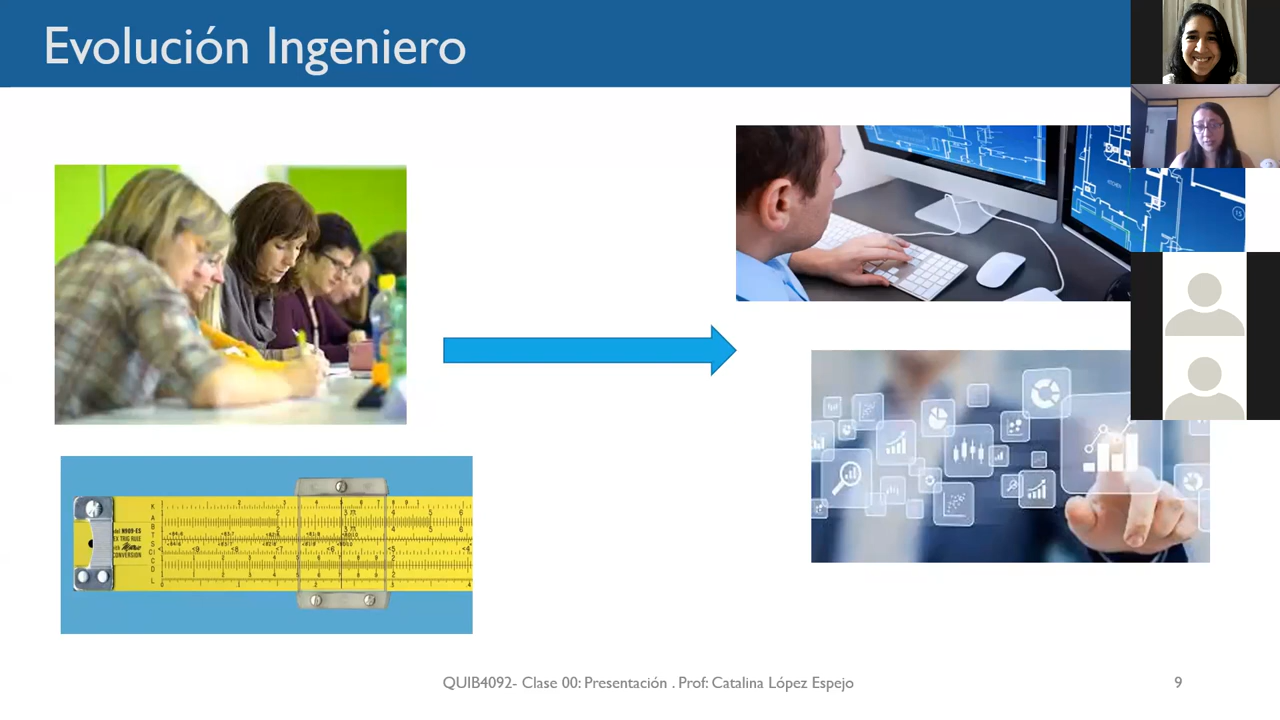 Evolución Ingeniero
QUIB4092- Clase 00: Presentación . Prof: Catalina López Espejo
9